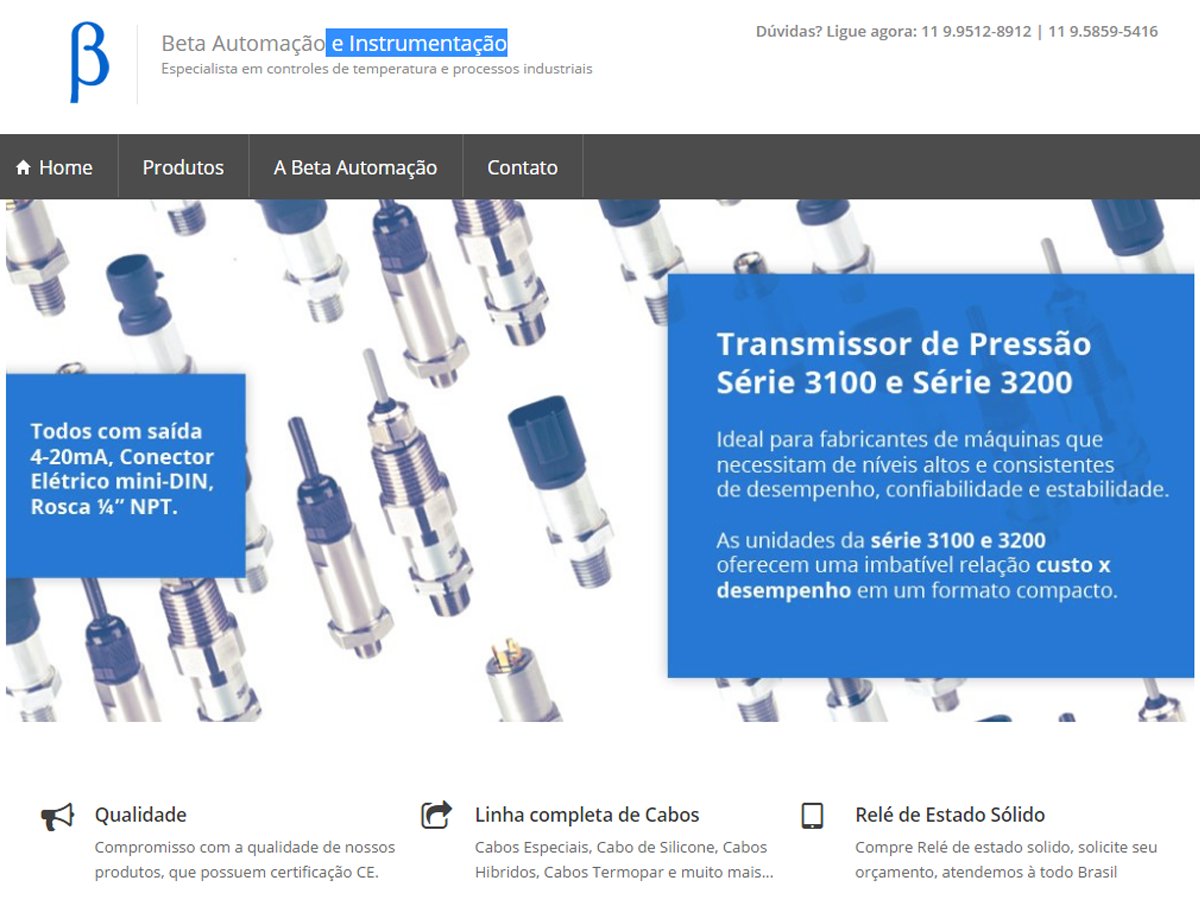 β
Beta Automação e Instrumentação
Especialista em controles de temperatura e processos industriais
Dúvidas? Ligue agora: 11 9.9512-8912 | 11 9.5859-5416
Home
Produtos
A Beta Automação
Contato
Todos com saída
4-20mA, Conector
Elétrico mini-DIN,
Rosca ¼” NPT.
Transmissor de Pressão
Série 3100 e Série 3200
Ideal para fabricantes de máquinas que
necessitam de níveis altos e consistentes
de desempenho, confiabilidade e estabilidade.
As unidades da série 3100 e 3200
oferecem uma imbatível relação custo x
desempenho em um formato compacto.
Qualidade
Compromisso com a qualidade de nossos
produtos, que possuem certificação CE.
Linha completa de Cabos
Cabos Especiais, Cabo de Silicone, Cabos
Hibridos, Cabos Termopar e muito mais...
Relé de Estado Sólido
Compre Relé de estado solido, solicite seu
orçamento, atendemos à todo Brasil